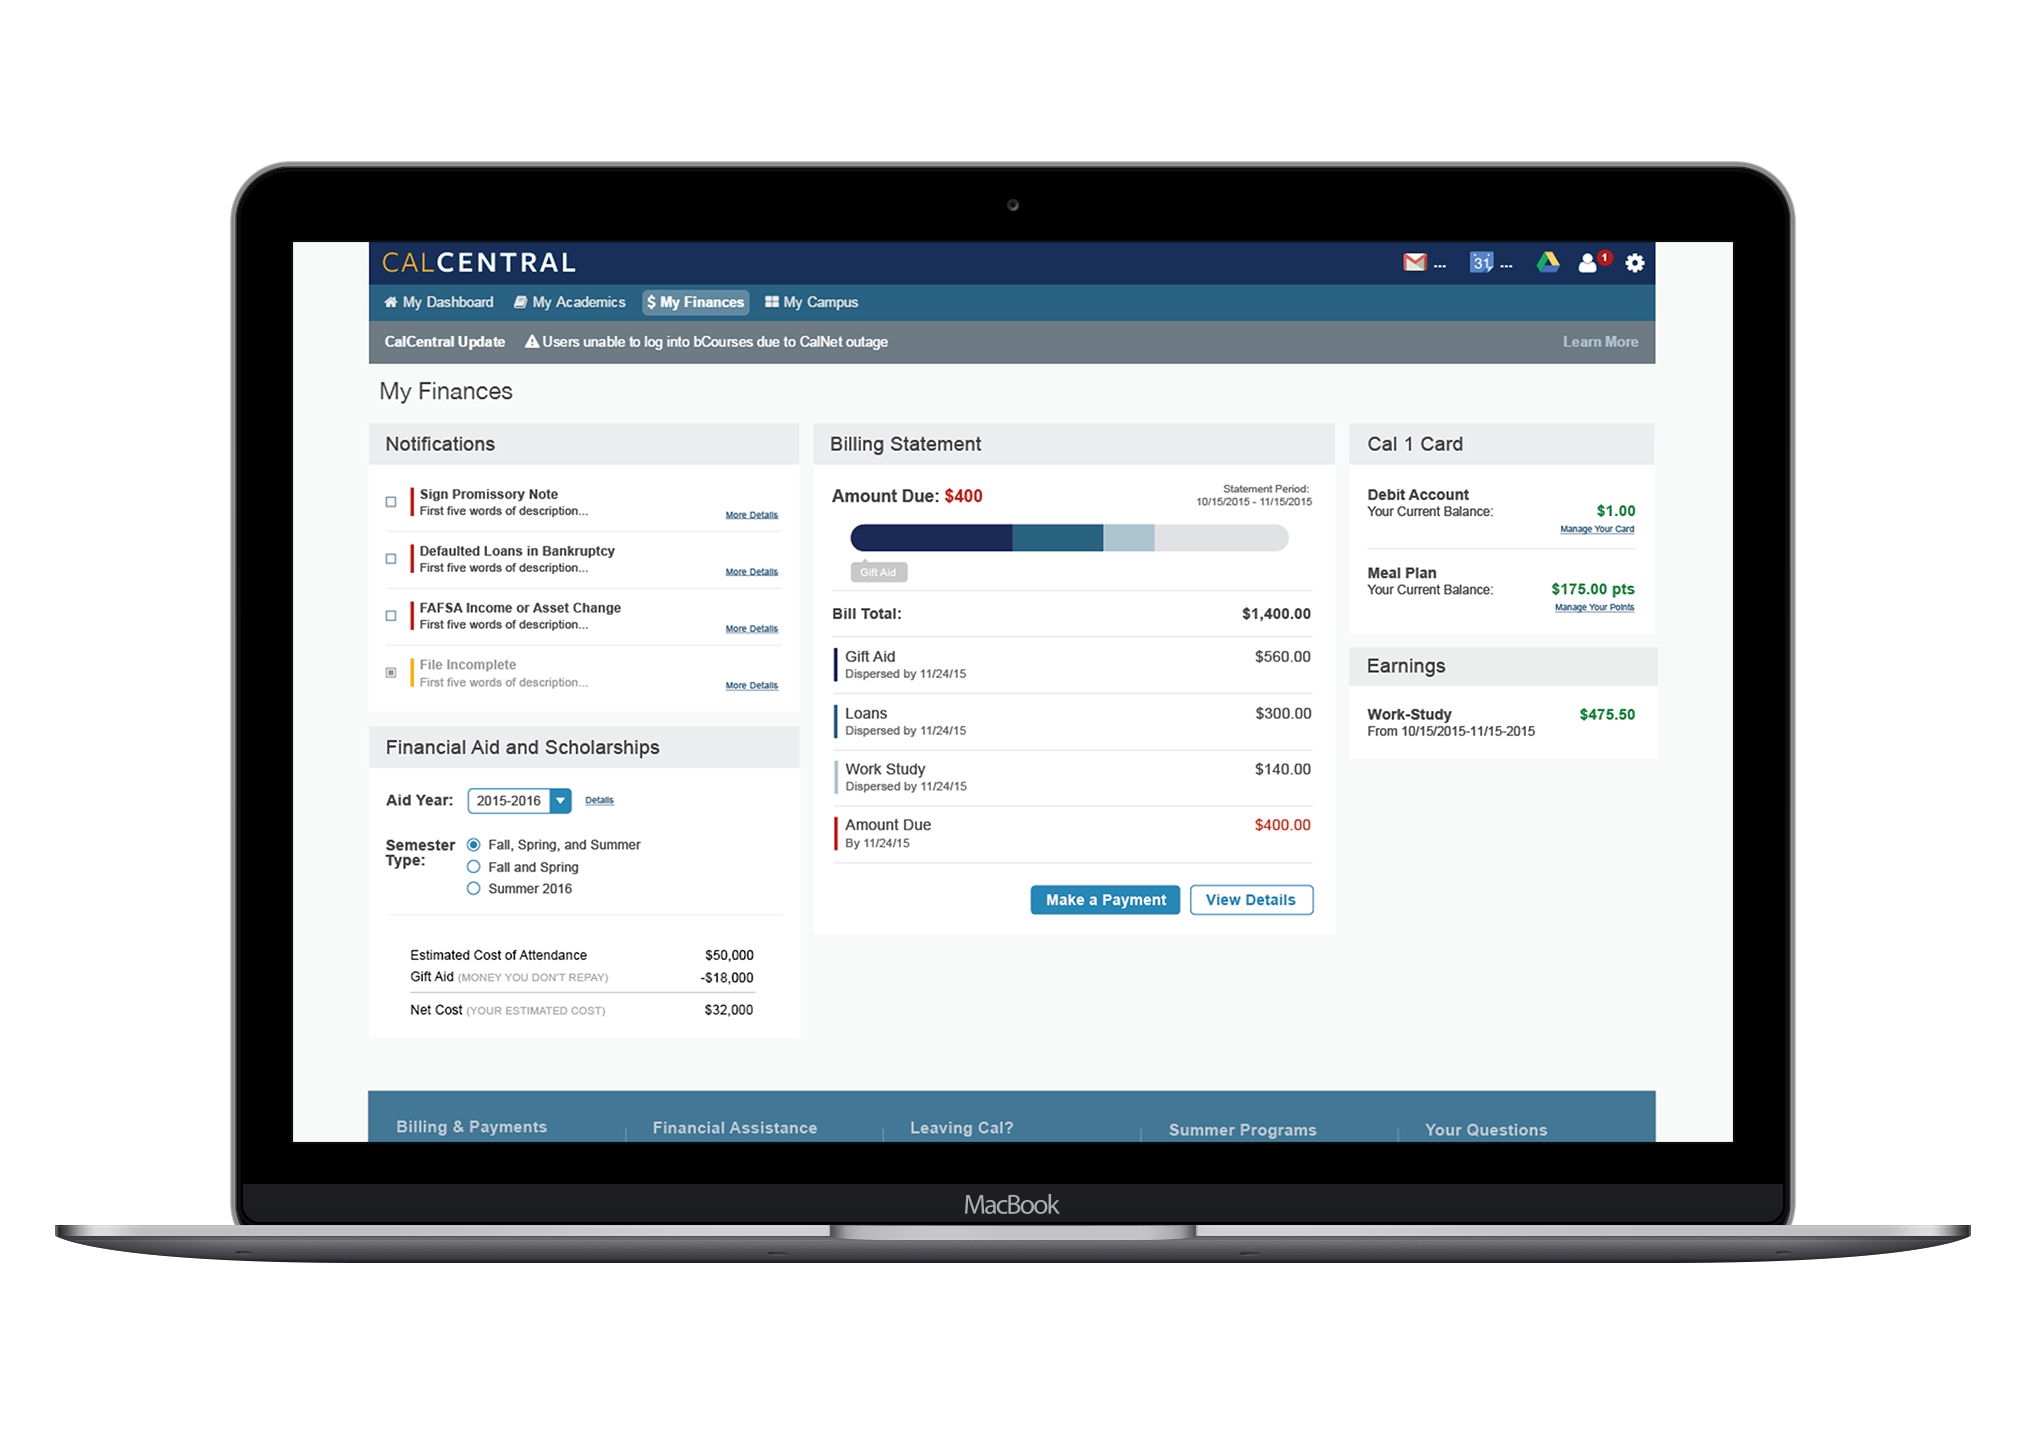 CALCENTRAL
... 31 ... 1
My Dashboard My Academics $ My Finances My Campus
CalCentral Update Users unable to log into bCourses due to CalNet outage Learn More
My Finances
Notifications
Sign Promissory Note
First five words of description...
More Details
Defaulted Loans in Bankruptcy
First five words of description...
More Details
FAFSA Income or Asset Change
First five words of description...
More Details
File Incomplete
First five words of description...
More Details
Financial Aid and Scholarships
Aid Year: 2015-2016 Details
Semester
Type:
Fall, Spring, and Summer
Fall and Spring
Summer 2016
Estimated Cost of Attendance $50,000
Gift Aid (MONEY YOU DON'T REPAY) -$18,000
Net Cost (YOUR ESTIMATED COST) $32,000
Billing Statement
Amount Due: $400
Statement Period:
10/15/2015 - 11/15/2015
Gift Aid
Bill Total: $1,400.00
Gift Aid $560.00
Dispersed by 11/24/15
Loans $300.00
Dispersed by 11/24/15
Work Study $140.00
Dispersed by 11/24/15
Amount Due $400.00
By 11/24/15
Make a Payment View Details
Cal 1 Card
Debit Account
Your Current Balance: $1.00
Manage Your Card
Meal Plan
Your Current Balance: $175.00 pts
Manage Your Points
Earnings
Work-Study $475.50
From 10/15/2015-11/15-2015
Billing & Payments Financial Assistance Leaving Cal? Summer Programs Your Questions
MacBook